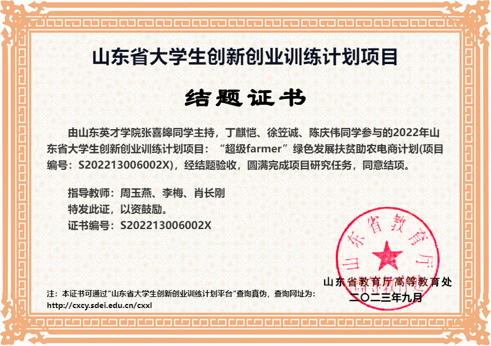 山东省大学生创新创业训练计划项目
结题证书
由山东英才学院张喜皞同学主持，丁麒恺、徐笠诚、陈庆伟同学参与的2022年山
东省大学生创新创业训练计划项目：“超级farmer”绿色发展扶贫助农电商计划(项目
编号：S202213006002X)，经结题验收，圆满完成项目研究任务，同意结项。
指导教师：周玉燕、李梅、肖长刚
特发此证，以资鼓励。
证书编号：S202213006002X
山东省教育厅
山东省教育厅高等教育处
二〇二三年九月
注：本证书可通过“山东省大学生创新创业训练计划平台”查询真伪，查询网址为：
http://cxcy.sdei.edu.cn/cxxl